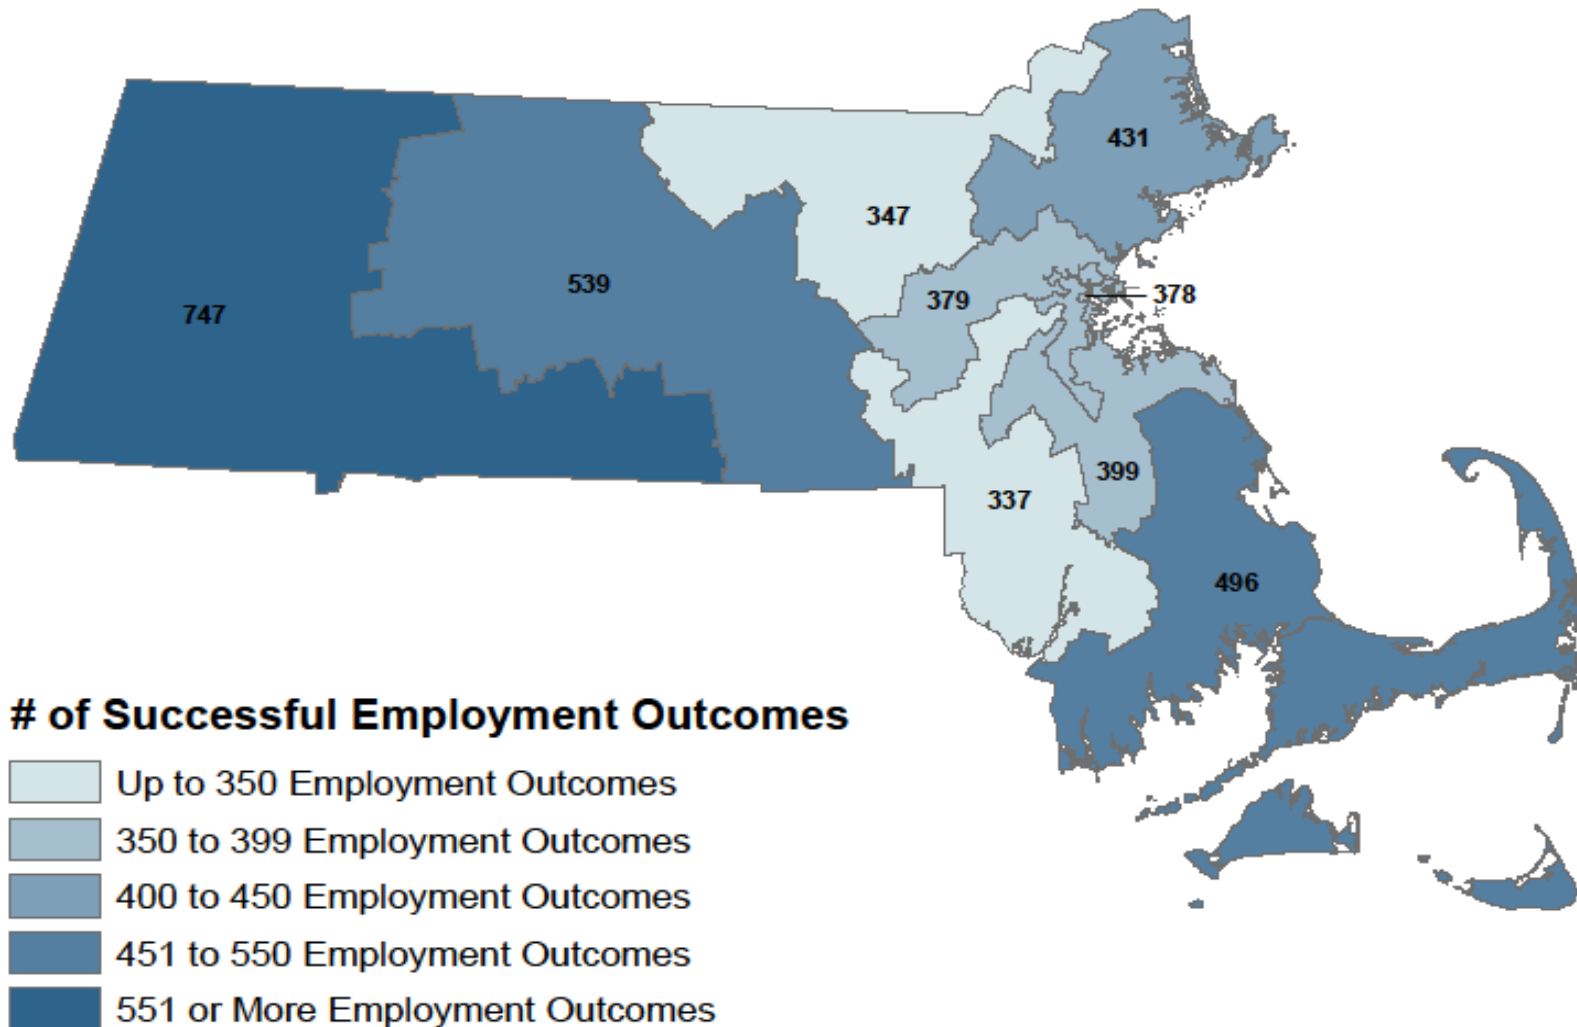 431
347
539
379
378
747
399
337
496
# of Successful Employment Outcomes
Up to 350 Employment Outcomes
350 to 399 Employment Outcomes
400 to 450 Employment Outcomes
451 to 550 Employment Outcomes
551 or More Employment Outcomes